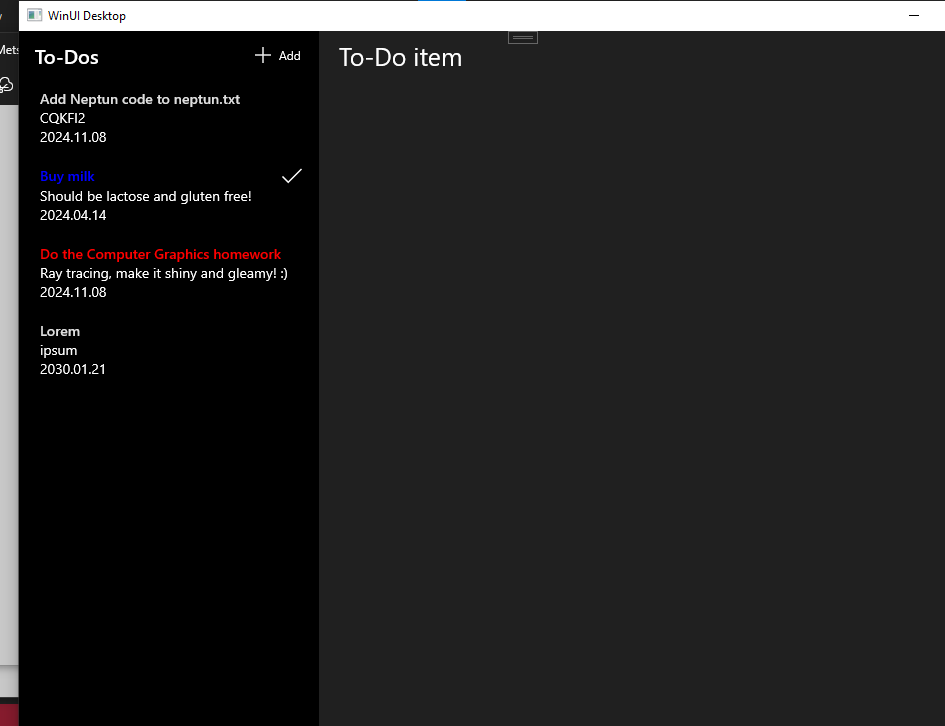 WinUI Desktop
Mets
To-Dos
Add
To-Do item
Add Neptun code to neptun.txt
CQKFI2
2024.11.08
Buy milk
Should be lactose and gluten free!
2024.04.14
Do the Computer Graphics homework
Ray tracing, make it shiny and gleamy! :)
2024.11.08
Lorem
ipsum
2030.01.21